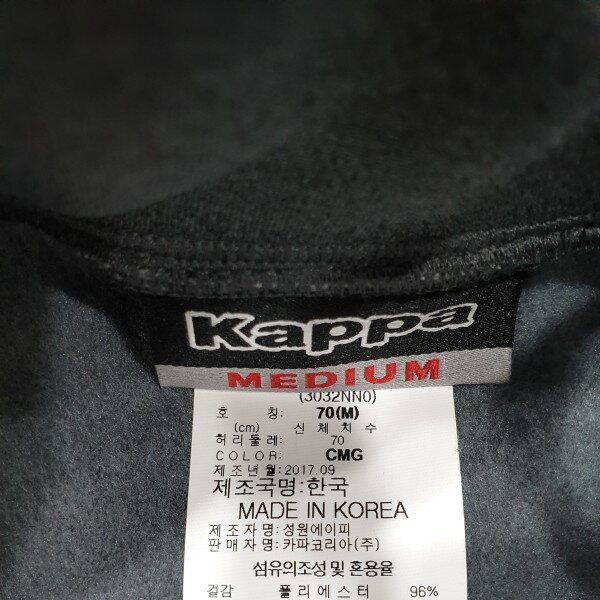 Kappa
MEDIUM
(3032NN0)
호 칭: 70(M)
(cm) 신 체 치 수
허리둘레: 70
COLOR: CMG
제조년월:2017.09
제조국명:한국
MADE IN KOREA
제 조 자 명:성원에이피
판 매 자 명:카파코리아(주)
섬유의조성 및 혼용율
겉감 폴리에스터 96%